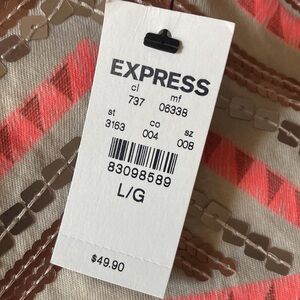 EXPRESS
cl mf
737 06338
st co sz
3163 004 008
83098589
L/G
$49.90